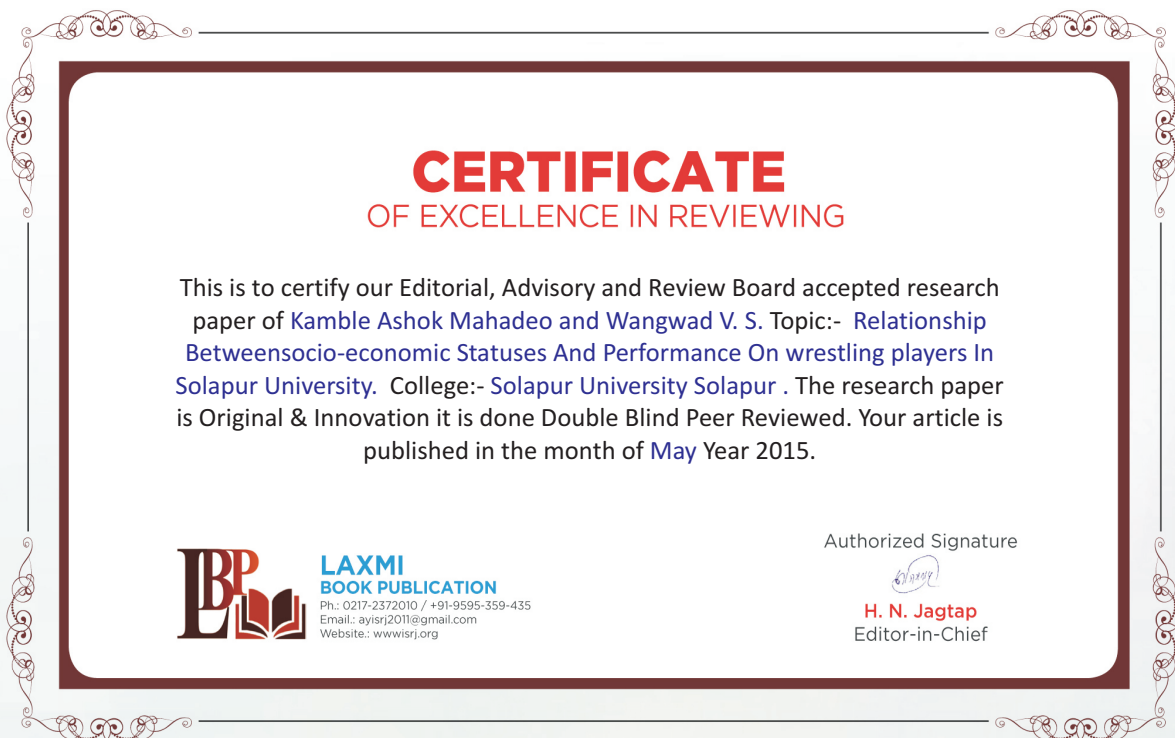 CERTIFICATE
OF EXCELLENCE IN REVIEWING
This is to certify our Editorial, Advisory and Review Board accepted research
paper of Kamble Ashok Mahadeo and Wangwad V. S. Topic:- Relationship
Betweensocio-economic Statuses And Performance On wrestling players In
Solapur University. College:- Solapur University Solapur . The research paper
is Original & Innovation it is done Double Blind Peer Reviewed. Your article is
published in the month of May Year 2015.
LBP
LAXMI
BOOK PUBLICATION
Ph.: 0217-2372010 / +91-9595-359-435
Email.: ayisrj2011@gmail.com
Website.: wwwisrj.org
Authorized Signature
H. N. Jagtap
Editor-in-Chief